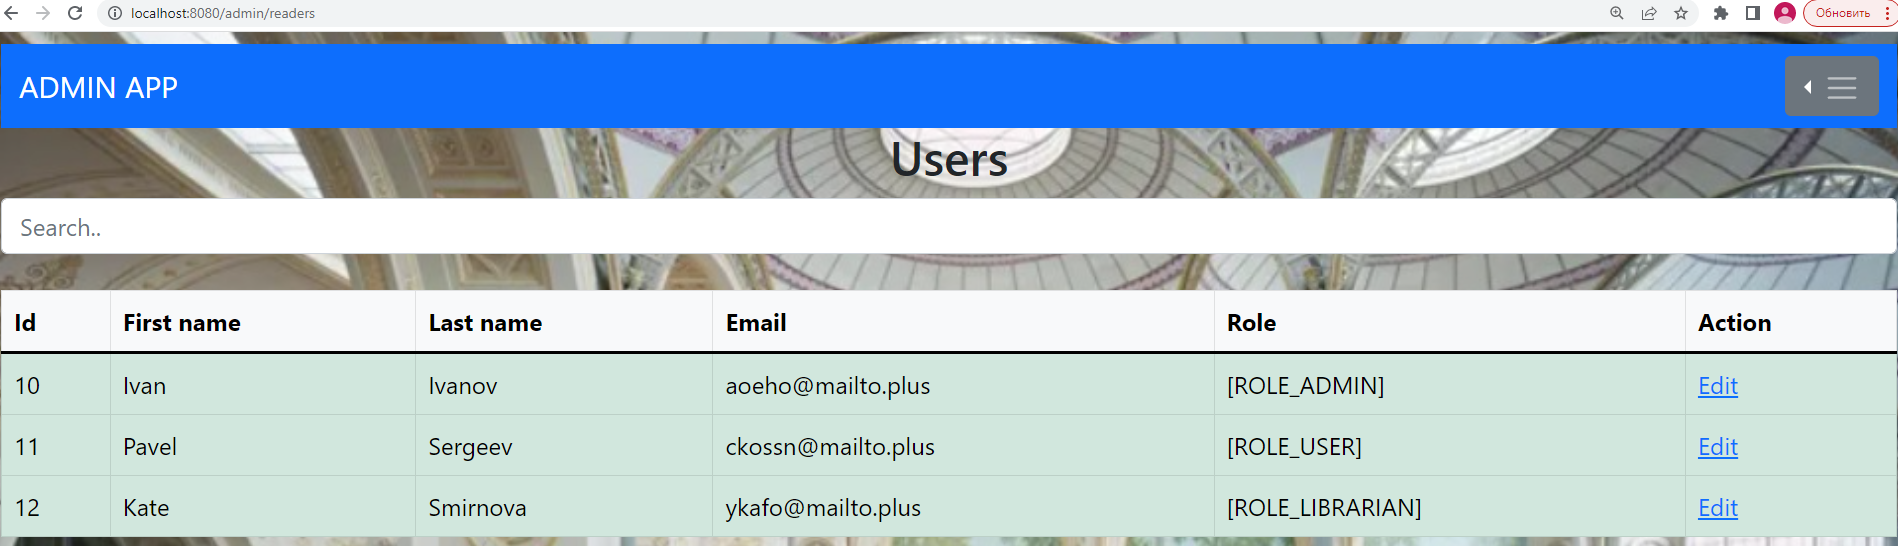 localhost:8080/admin/readers
Обновить
ADMIN APP
Users
Search..
Id First name Last name Email Role Action
10 Ivan Ivanov aoeho@mailto.plus [ROLE_ADMIN] Edit
11 Pavel Sergeev ckossn@mailto.plus [ROLE_USER] Edit
12 Kate Smirnova ykafo@mailto.plus [ROLE_LIBRARIAN] Edit